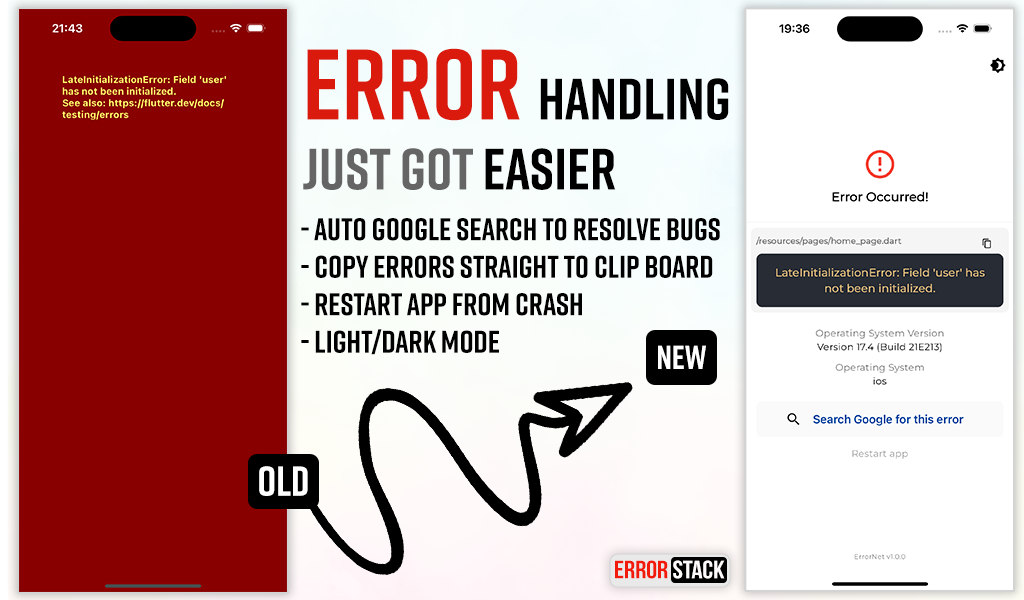 21:43
LateInitializationError: Field 'user'
has not been initialized.
See also: https://flutter.dev/docs/
testing/errors
ERROR HANDLING
JUST GOT EASIER
- AUTO GOOGLE SEARCH TO RESOLVE BUGS
- COPY ERRORS STRAIGHT TO CLIP BOARD
- RESTART APP FROM CRASH
- LIGHT/DARK MODE
OLD
NEW
ERROR STACK
19:36
Error Occurred!
/resources/pages/home_page.dart
LateInitializationError: Field 'user' has
not been initialized.
Operating System Version
Version 17.4 (Build 21E213)
Operating System
ios
Search Google for this error
Restart app
ErrorNet v1.0.0